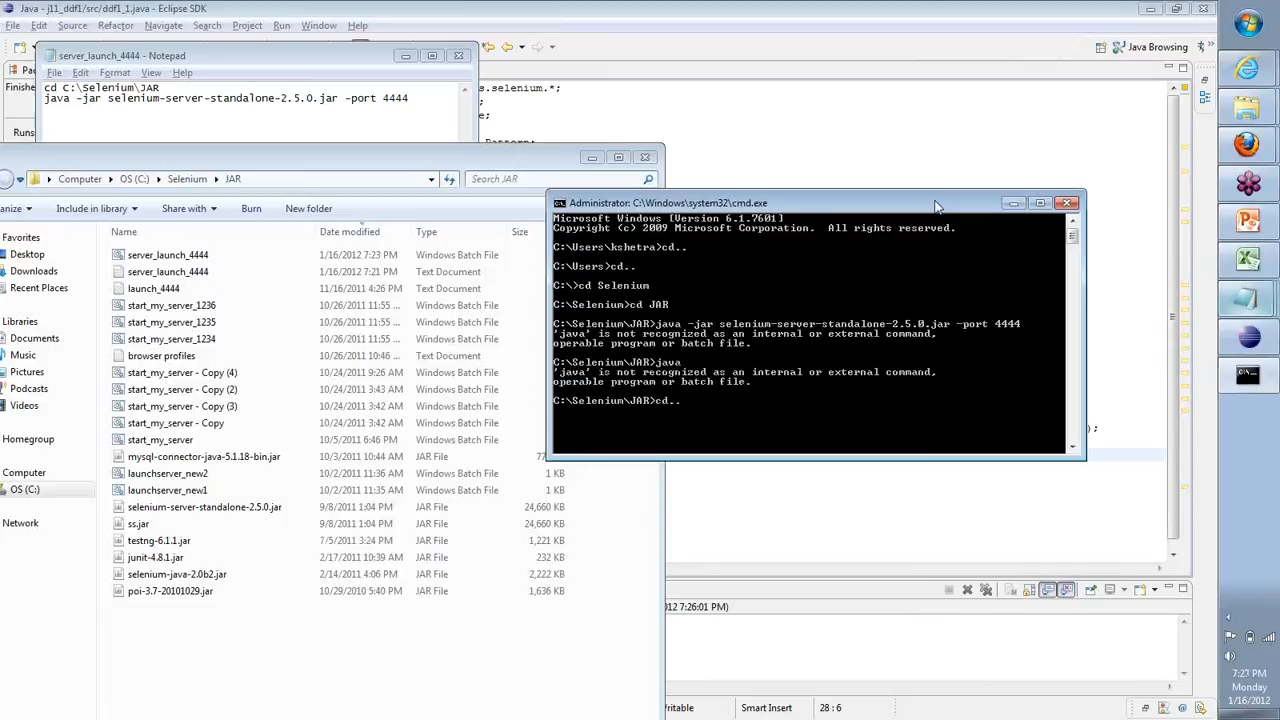 Java - j11_ddf1/src/ddf1_1.java - Eclipse SDK
File Edit Source Refactor Navigate Search Project Run Window Help
Java Browsing
server_launch_4444 - Notepad
File Edit Format View Help
cd C:\Selenium\JAR
java -jar selenium-server-standalone-2.5.0.jar -port 4444
Finishe
Runs
s.selenium.*;
e;
Computer OS (C:) Selenium JAR
Search JAR
anize Include in library Share with Burn New folder
Name Date modified Type Size
Favorites
Desktop
Downloads
Recent Places
Libraries
Documents
Music
Pictures
Podcasts
Videos
Homegroup
Computer
OS (C:)
Network
server_launch_4444 1/16/2012 7:23 PM Windows Batch File
server_launch_4444 1/16/2012 7:21 PM Text Document
launch_4444 11/16/2011 4:26 PM Text Document
start_my_server_1236 10/26/2011 11:55 ... Windows Batch File
start_my_server_1235 10/26/2011 11:55 ... Windows Batch File
start_my_server_1234 10/26/2011 11:55 ... Windows Batch File
browser profiles 10/26/2011 10:46 ... Text Document
start_my_server - Copy (4) 10/24/2011 9:26 AM Windows Batch File
start_my_server - Copy (2) 10/24/2011 3:43 AM Windows Batch File
start_my_server - Copy (3) 10/24/2011 3:42 AM Windows Batch File
start_my_server - Copy 10/24/2011 3:42 AM Windows Batch File
start_my_server 10/5/2011 6:46 PM Windows Batch File
mysql-connector-java-5.1.18-bin.jar 10/3/2011 10:44 AM JAR File 77
launchserver_new2 10/2/2011 11:36 AM Windows Batch File 1 KB
launchserver_new1 10/2/2011 11:35 AM Windows Batch File 1 KB
selenium-server-standalone-2.5.0.jar 9/8/2011 1:04 PM JAR File 24,660 KB
ss.jar 9/8/2011 1:04 PM JAR File 24,660 KB
testng-6.1.1.jar 7/5/2011 3:24 PM JAR File 1,221 KB
junit-4.8.1.jar 2/17/2011 10:39 AM JAR File 232 KB
selenium-java-2.0b2.jar 2/14/2011 4:06 PM JAR File 2,222 KB
poi-3.7-20101029.jar 10/29/2010 5:40 PM JAR File 1,636 KB
Administrator: C:\Windows\system32\cmd.exe
Microsoft Windows [Version 6.1.7601]
Copyright (c) 2009 Microsoft Corporation. All rights reserved.
C:\Users\kshetra>cd..
C:\Users>cd..
C:\>cd Selenium
C:\Selenium>cd JAR
C:\Selenium\JAR>java -jar selenium-server-standalone-2.5.0.jar -port 4444
'java' is not recognized as an internal or external command,
operable program or batch file.
C:\Selenium\JAR>java
'java' is not recognized as an internal or external command,
operable program or batch file.
C:\Selenium\JAR>cd..
);
012 7:26:01 PM)
Writable Smart Insert 28 : 6
7:27 PM
Monday
1/16/2012